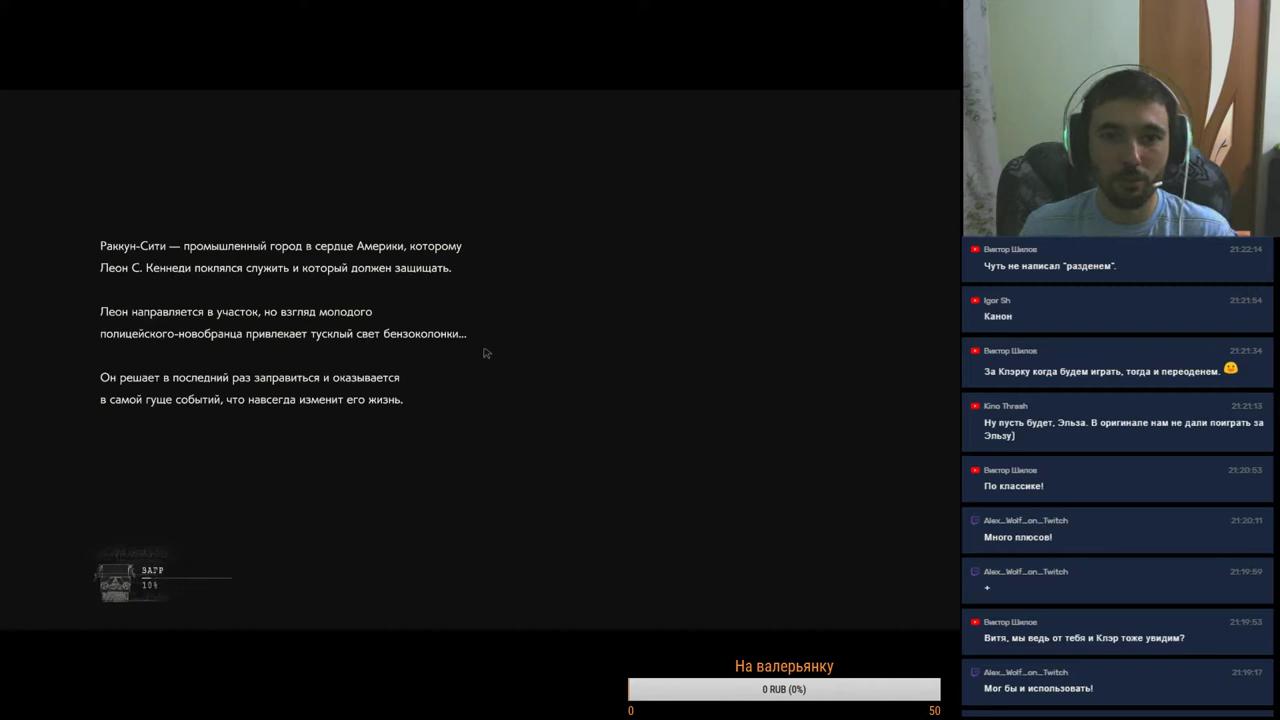 Раккун-Сити — промышленный город в сердце Америки, которому
Леон С. Кеннеди поклялся служить и который должен защищать.
Леон направляется в участок, но взгляд молодого
полицейского-новобранца привлекает тусклый свет бензоколонки...
Он решает в последний раз заправиться и оказывается
в самой гуще событий, что навсегда изменит его жизнь.
ЗАГР
10%
На валерьянку
0 RUB (0%)
0 50
Виктор Шилов 21:22:14
Чуть не написал "разденем".
Igor Sh 21:21:54
Канон
Виктор Шилов 21:21:34
За Клэрку когда будем играть, тогда и переоденем.
Kino Thrash 21:21:13
Ну пусть будет, Эльза. В оригинале нам не дали поиграть за
Эльзу]
Виктор Шилов 21:20:53
По классике!
Alex_Wolf_on_Twitch 21:20:11
Много плюсов!
Alex_Wolf_on_Twitch 21:19:59
+
Виктор Шилов 21:19:53
Витя, мы ведь от тебя и Клэр тоже увидим?
Alex_Wolf_on_Twitch 21:19:17
Мог бы и использовать!